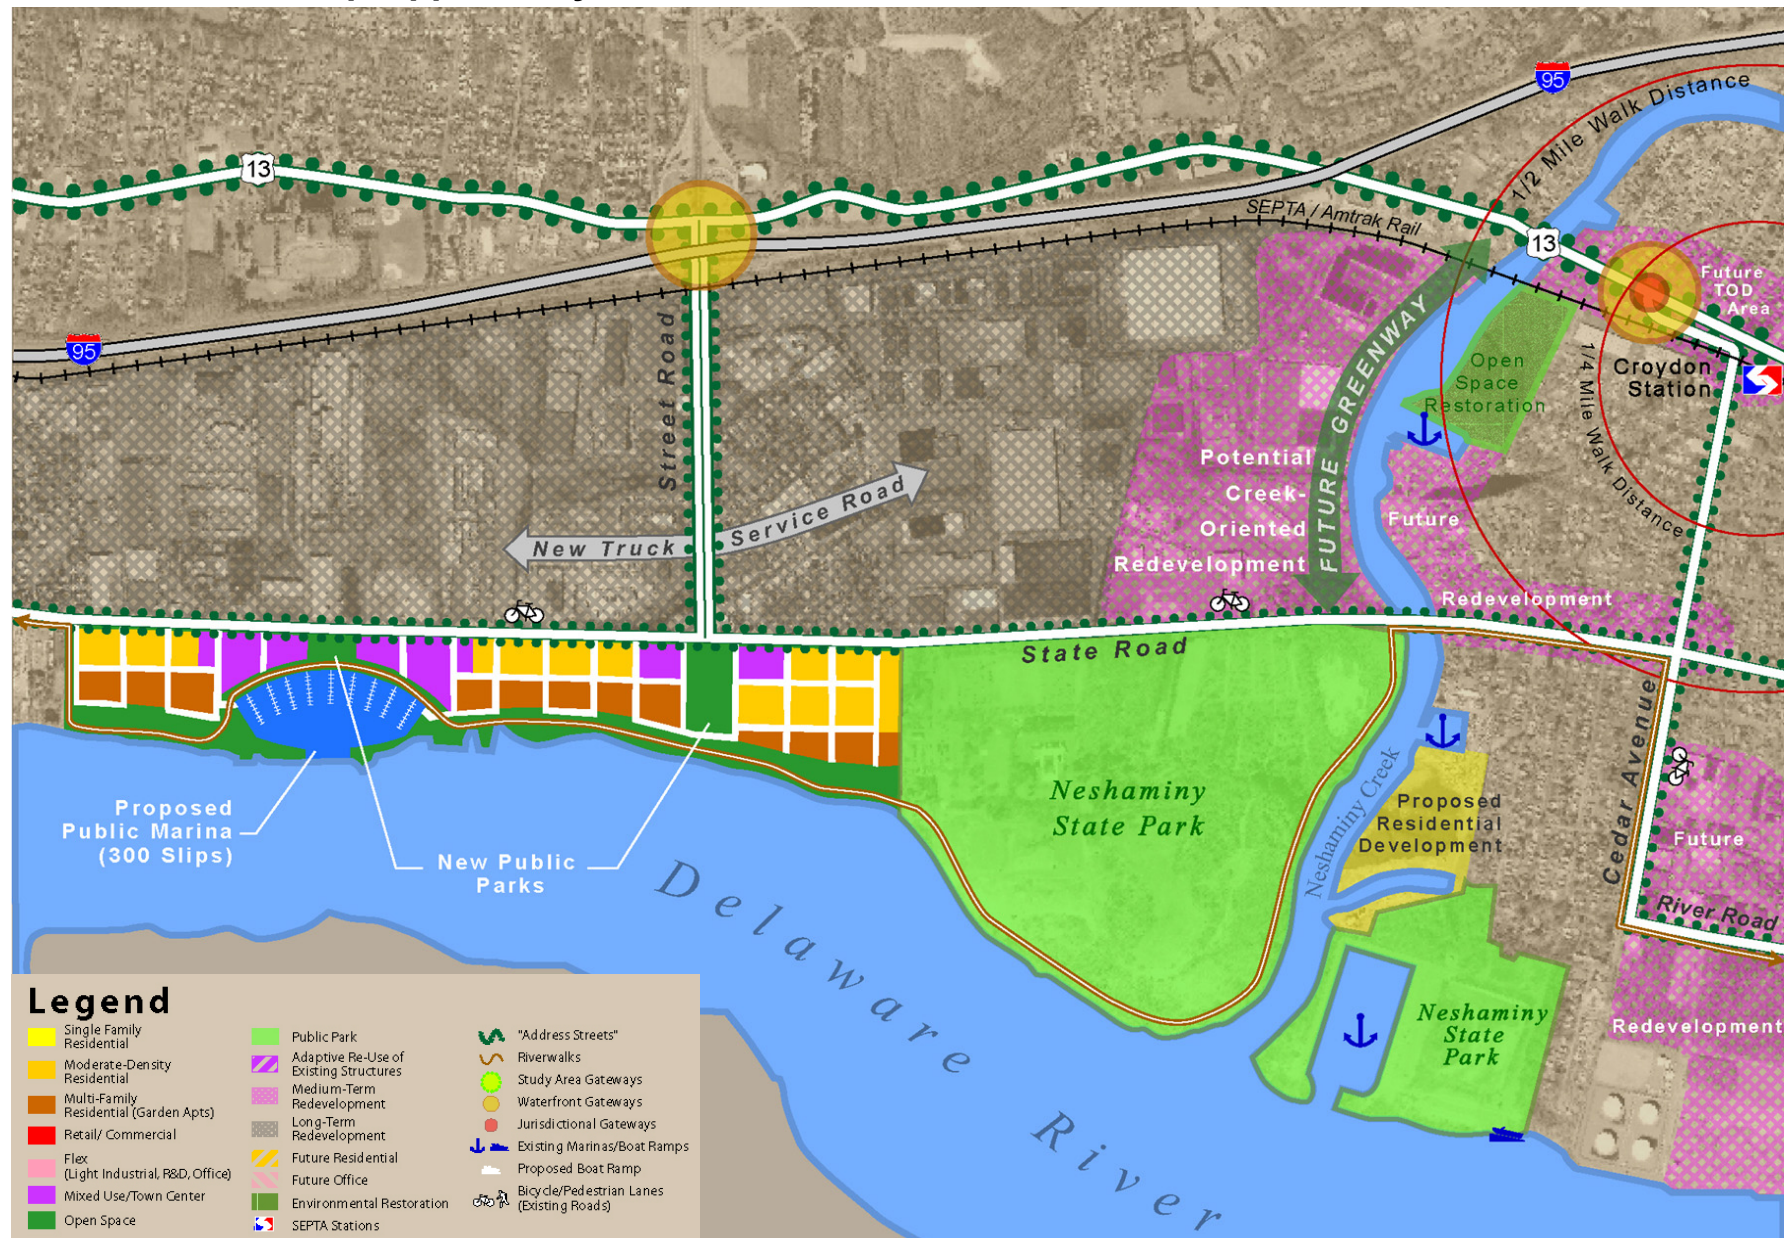 95
1/2 Mile Walk Distance
13
SEPTA / Amtrak Rail
13
Future
TOD
Area
95
Street Road
FUTURE GREENWAY
Open
Space
Restoration
Croydon
Station
1/4 Mile Walk Distance
Potential
Creek-
Oriented
Redevelopment
New Truck Service Road
Future
Redevelopment
State Road
Cedar Avenue
Neshaminy
State Park
Neshaminy Creek
Proposed
Residential
Development
Proposed
Public Marina
(300 Slips)
New Public
Parks
Future
River Road
Delaware River
Neshaminy
State
Park
Redevelopment
Legend
Single Family
Residential
Moderate-Density
Residential
Multi-Family
Residential (Garden Apts)
Retail/ Commercial
Flex
(Light Industrial, R&D, Office)
Mixed Use/Town Center
Open Space
Public Park
Adaptive Re-Use of
Existing Structures
Medium-Term
Redevelopment
Long-Term
Redevelopment
Future Residential
Future Office
Environmental Restoration
SEPTA Stations
"Address Streets"
Riverwalks
Study Area Gateways
Waterfront Gateways
Jurisdictional Gateways
Existing Marinas/Boat Ramps
Proposed Boat Ramp
Bicycle/Pedestrian Lanes
(Existing Roads)